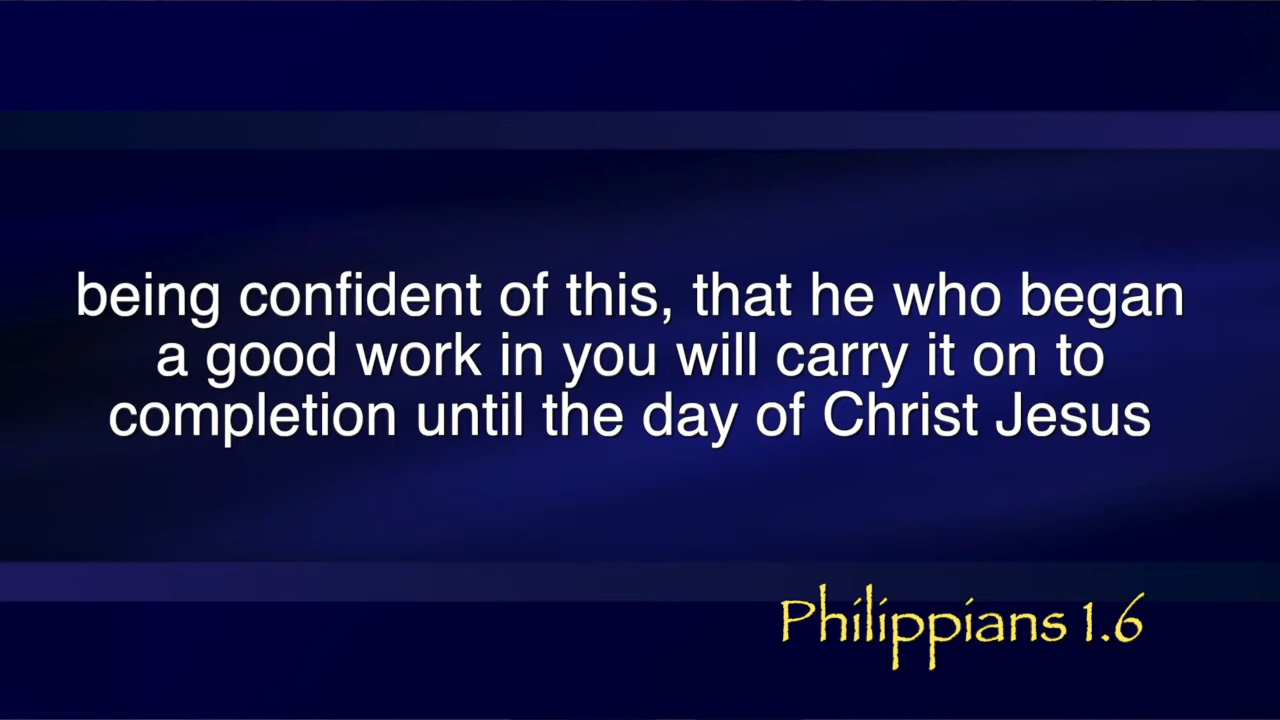 being confident of this, that he who began
a good work in you will carry it on to
completion until the day of Christ Jesus
Philippians 1.6